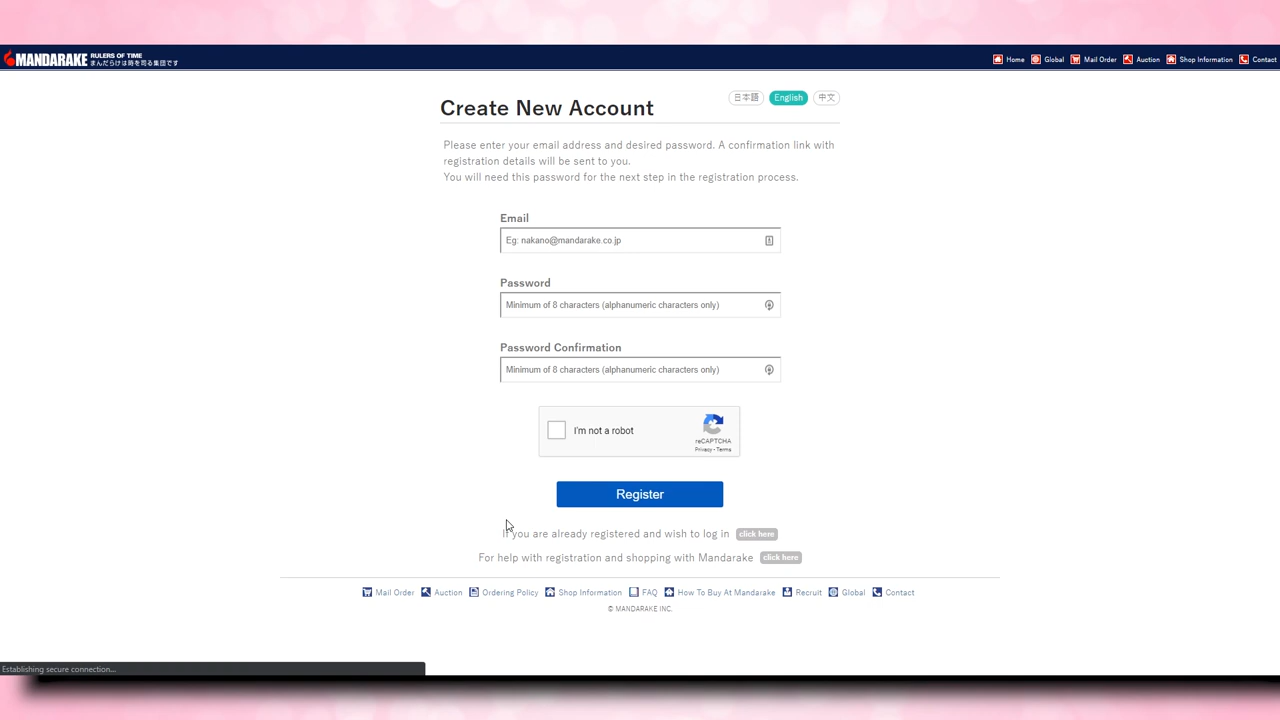 MANDARAKE RULERS OF TIME
まんだらけは時を司る集団です
Home Global Mail Order Auction Shop Information Contact
日本語 English 中文
Create New Account
Please enter your email address and desired password. A confirmation link with
registration details will be sent to you.
You will need this password for the next step in the registration process.
Email
Eg: nakano@mandarake.co.jp
Password
Minimum of 8 characters (alphanumeric characters only)
Password Confirmation
Minimum of 8 characters (alphanumeric characters only)
I'm not a robot
reCAPTCHA
Privacy - Terms
Register
If you are already registered and wish to log in click here
For help with registration and shopping with Mandarake click here
Mail Order Auction Ordering Policy Shop Information FAQ How To Buy At Mandarake Recruit Global Contact
© MANDARAKE INC.
Establishing secure connection...